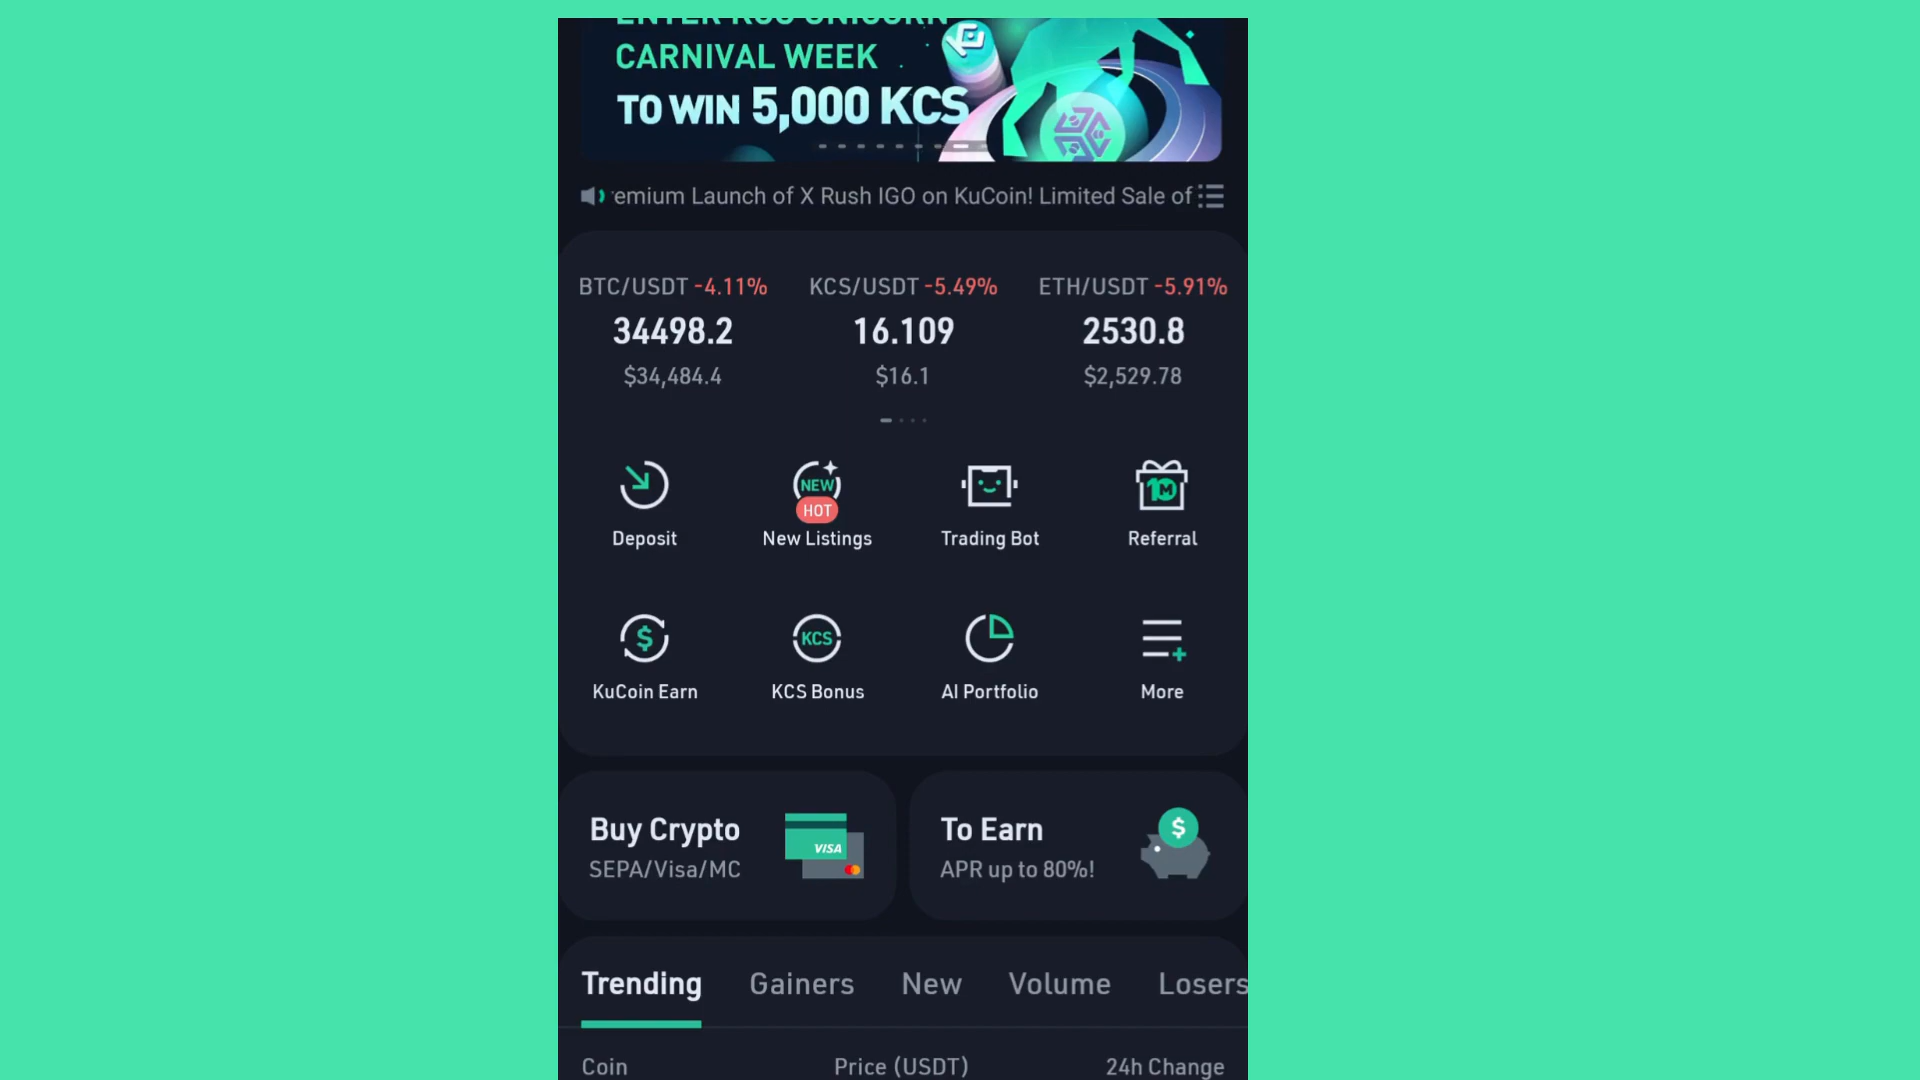 ENTER KCS UNICORN
CARNIVAL WEEK
TO WIN 5,000 KCS
emium Launch of X Rush IGO on KuCoin! Limited Sale of
BTC/USDT -4.11% KCS/USDT -5.49% ETH/USDT -5.91%
34498.2 16.109 2530.8
$34,484.4 $16.1 $2,529.78
NEW
HOT
10M
Deposit New Listings Trading Bot Referral
$ KCS
KuCoin Earn KCS Bonus AI Portfolio More
Buy Crypto
SEPA/Visa/MC
VISA
To Earn
APR up to 80%!
$
Trending Gainers New Volume Losers
Coin Price (USDT) 24h Change